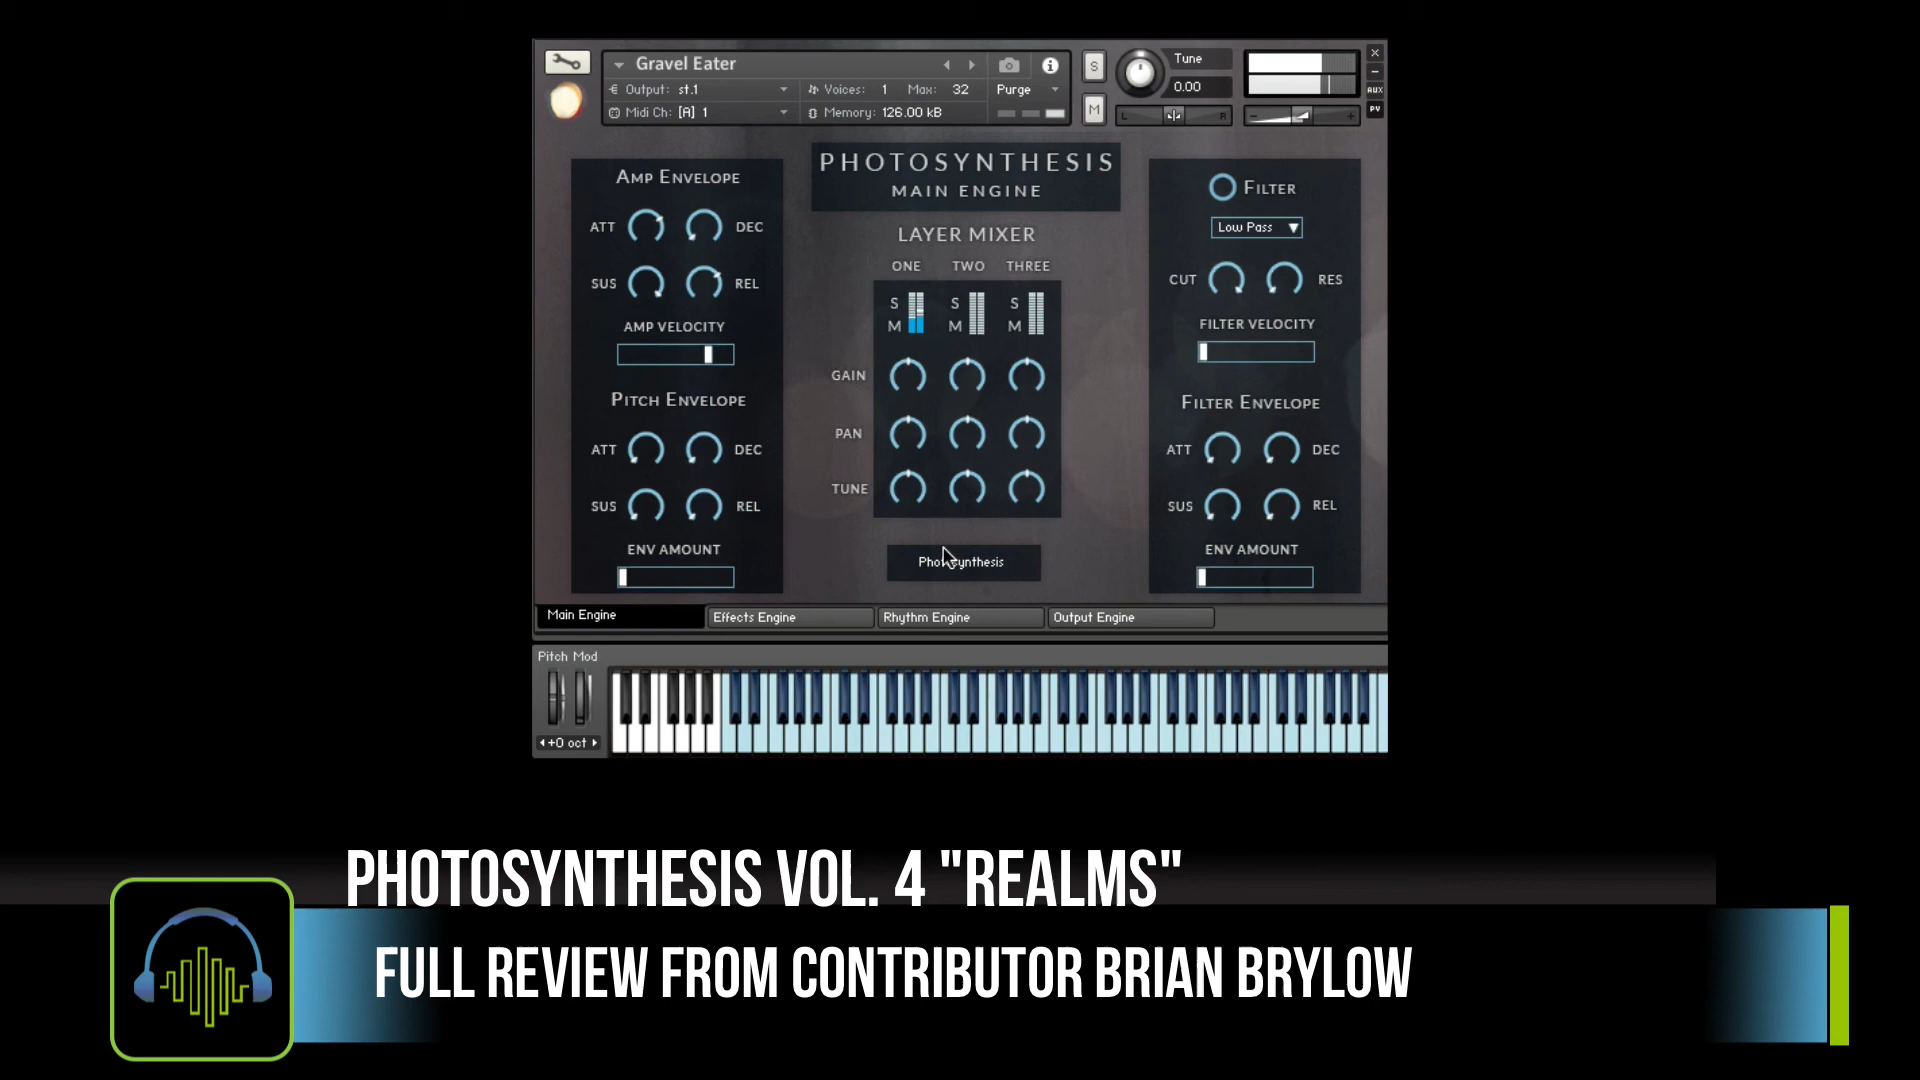 Gravel Eater
Output: st.1
Voices: 1 Max: 32
Purge
Midi Ch: [A] 1
Memory: 126.00 kB
S
M
Tune
0.00
L R
- +
AUX
PV
PHOTOSYNTHESIS
MAIN ENGINE
AMP ENVELOPE
ATT DEC
SUS REL
AMP VELOCITY
PITCH ENVELOPE
ATT DEC
SUS REL
ENV AMOUNT
LAYER MIXER
ONE TWO THREE
S S S
M M M
GAIN
PAN
TUNE
Photosynthesis
FILTER
Low Pass
CUT RES
FILTER VELOCITY
FILTER ENVELOPE
ATT DEC
SUS REL
ENV AMOUNT
Main Engine Effects Engine Rhythm Engine Output Engine
Pitch Mod
+0 oct
PHOTOSYNTHESIS VOL. 4 "REALMS"
FULL REVIEW FROM CONTRIBUTOR BRIAN BRYLOW